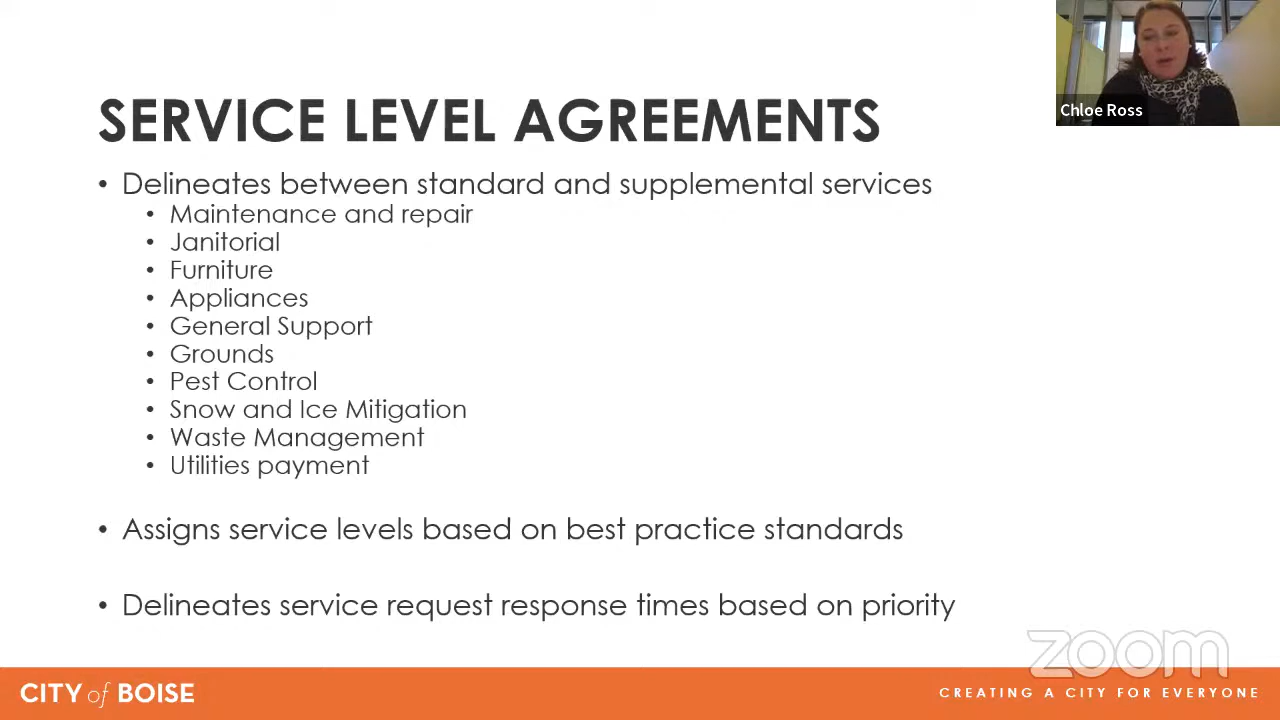 Chloe Ross
SERVICE LEVEL AGREEMENTS
• Delineates between standard and supplemental services
• Maintenance and repair
• Janitorial
• Furniture
• Appliances
• General Support
• Grounds
• Pest Control
• Snow and Ice Mitigation
• Waste Management
• Utilities payment
• Assigns service levels based on best practice standards
• Delineates service request response times based on priority
zoom
CITY of BOISE
CREATING A CITY FOR EVERYONE